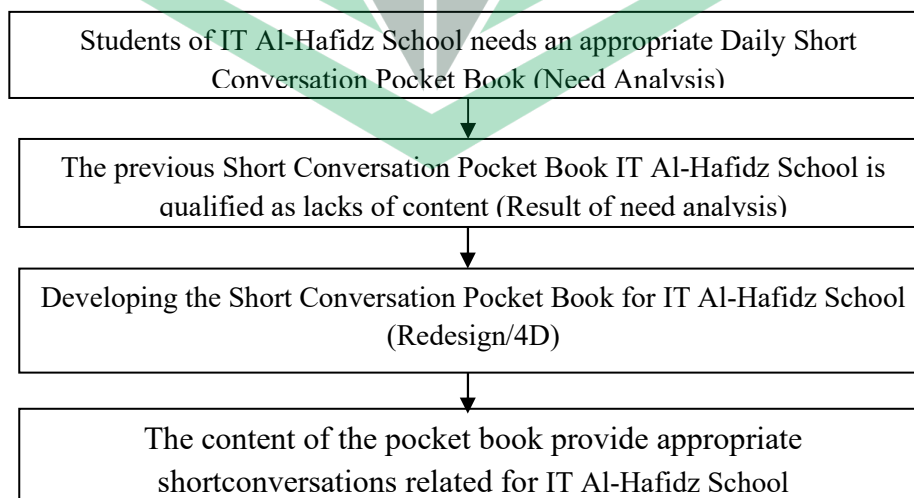 Students of IT Al-Hafidz School needs an appropriate Daily Short
Conversation Pocket Book (Need Analysis)
The previous Short Conversation Pocket Book IT Al-Hafidz School is
qualified as lacks of content (Result of need analysis)
Developing the Short Conversation Pocket Book for IT Al-Hafidz School
(Redesign/4D)
The content of the pocket book provide appropriate
shortconversations related for IT Al-Hafidz School